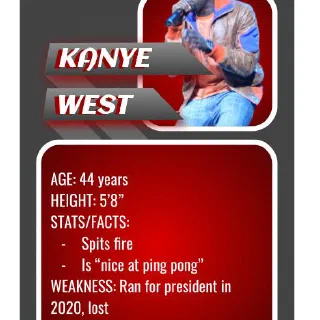 KANYE
WEST
AGE: 44 years
HEIGHT: 5’8”
STATS/FACTS:
- Spits fire
- Is “nice at ping pong”
WEAKNESS: Ran for president in
2020, lost